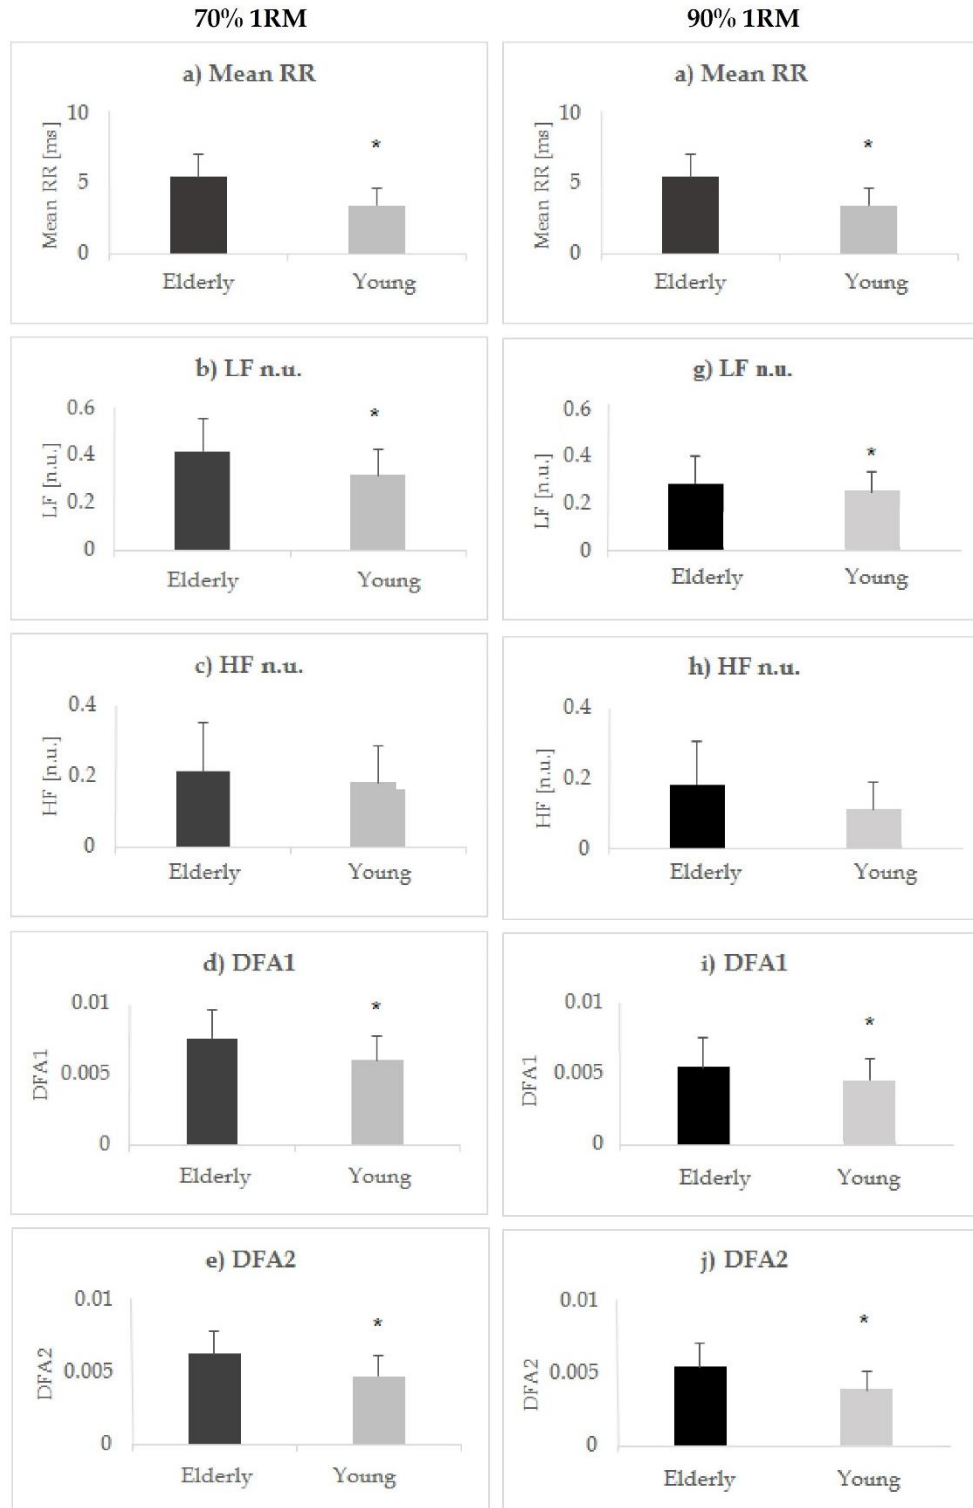 70% 1RM
90% 1RM
a) Mean RR
Mean RR [ms]
10
5
0
*
Elderly
Young
a) Mean RR
Mean RR [ms]
10
5
0
*
Elderly
Young
b) LF n.u.
LF [n.u.]
0.6
0.4
0.2
0
*
Elderly
Young
g) LF n.u.
LF [n.u.]
0.6
0.4
0.2
0
*
Elderly
Young
c) HF n.u.
HF [n.u.]
0.4
0.2
0
Elderly
Young
h) HF n.u.
HF [n.u.]
0.4
0.2
0
Elderly
Young
d) DFA1
DFA1
0.01
0.005
0
*
Elderly
Young
i) DFA1
DFA1
0.01
0.005
0
*
Elderly
Young
e) DFA2
DFA2
0.01
0.005
0
*
Elderly
Young
j) DFA2
DFA2
0.01
0.005
0
*
Elderly
Young